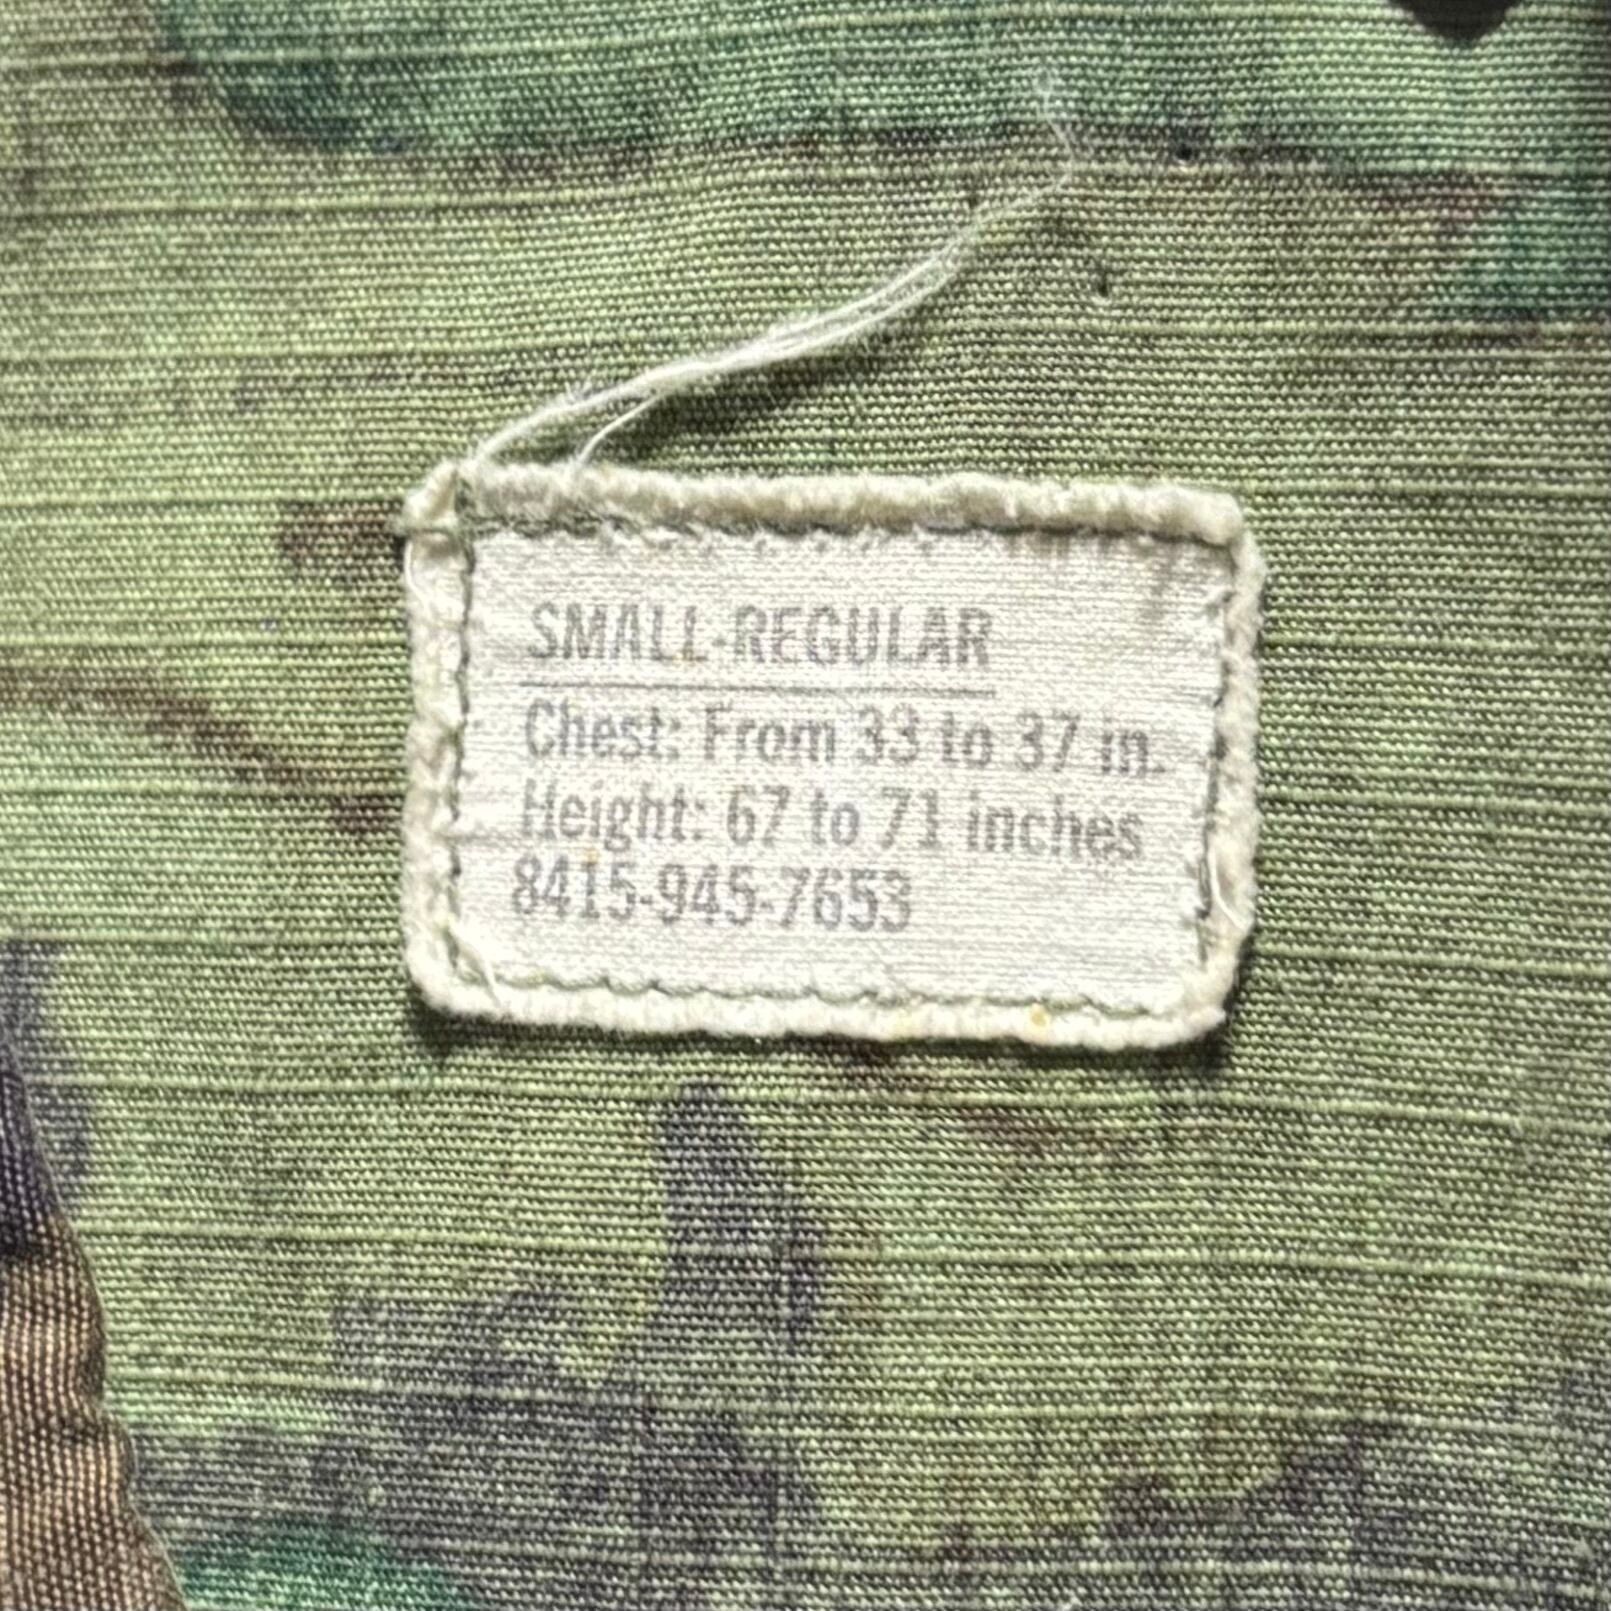 SMALL-REGULAR
Chest: From 33 to 37 in.
Height: 67 to 71 inches
8415-945-7653